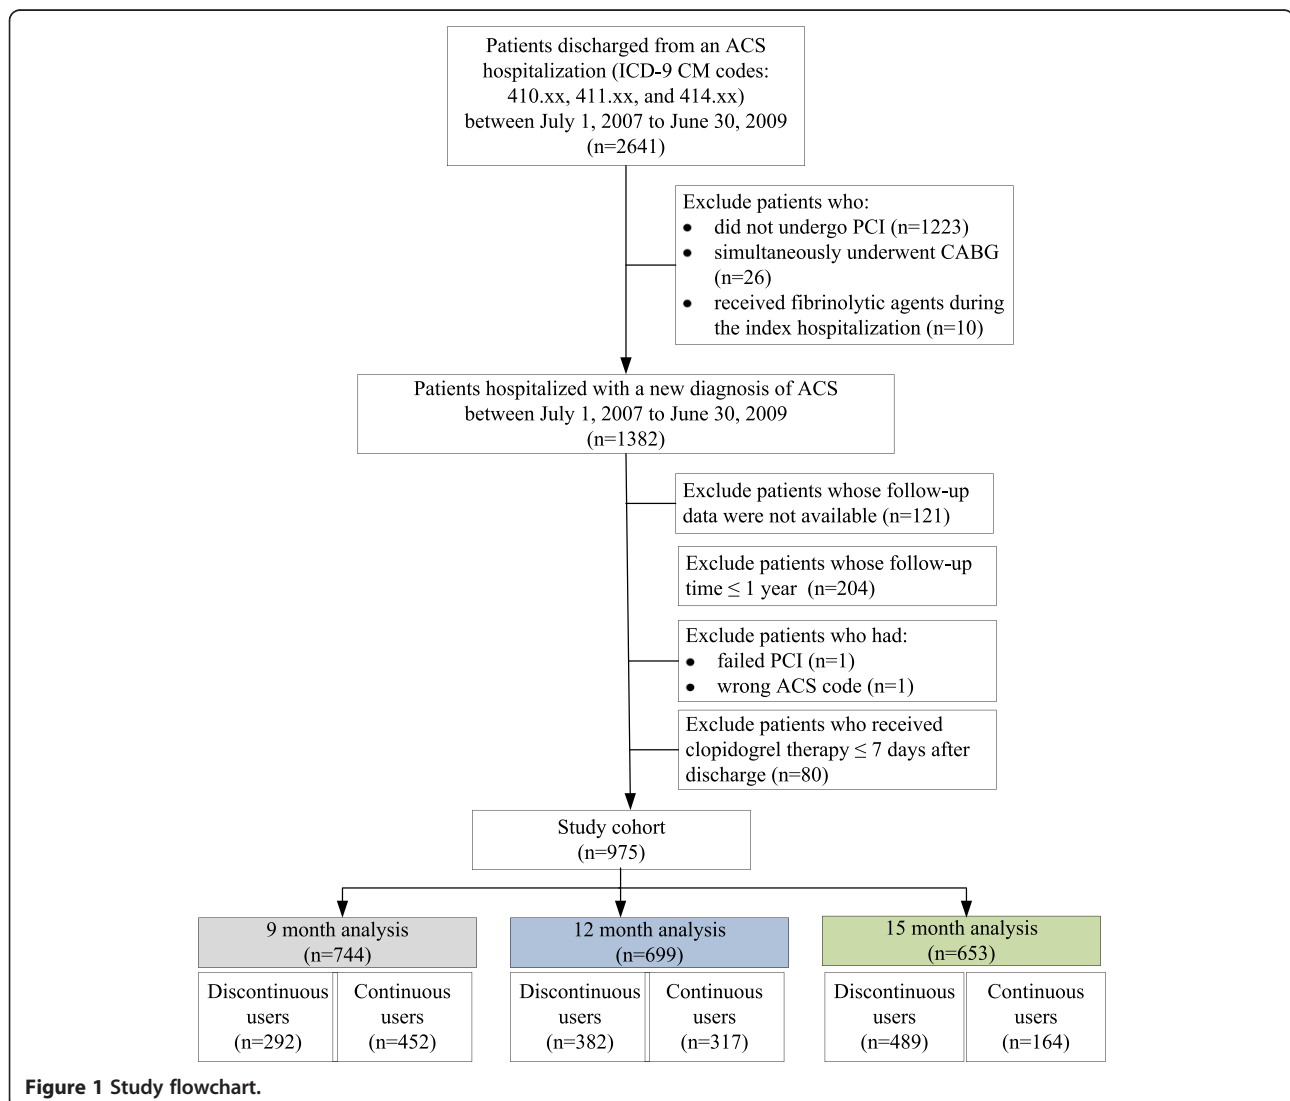 Patients discharged from an ACS
hospitalization (ICD-9 CM codes:
410.xx, 411.xx, and 414.xx)
between July 1, 2007 to June 30, 2009
(n=2641)
Exclude patients who:
● did not undergo PCI (n=1223)
● simultaneously underwent CABG
(n=26)
● received fibrinolytic agents during
the index hospitalization (n=10)
Patients hospitalized with a new diagnosis of ACS
between July 1, 2007 to June 30, 2009
(n=1382)
Exclude patients whose follow-up
data were not available (n=121)
Exclude patients whose follow-up
time ≤ 1 year (n=204)
Exclude patients who had:
● failed PCI (n=1)
● wrong ACS code (n=1)
Exclude patients who received
clopidogrel therapy ≤ 7 days after
discharge (n=80)
Study cohort
(n=975)
9 month analysis
(n=744)
12 month analysis
(n=699)
15 month analysis
(n=653)
Discontinuous
users
(n=292)
Continuous
users
(n=452)
Discontinuous
users
(n=382)
Continuous
users
(n=317)
Discontinuous
users
(n=489)
Continuous
users
(n=164)
Figure 1 Study flowchart.